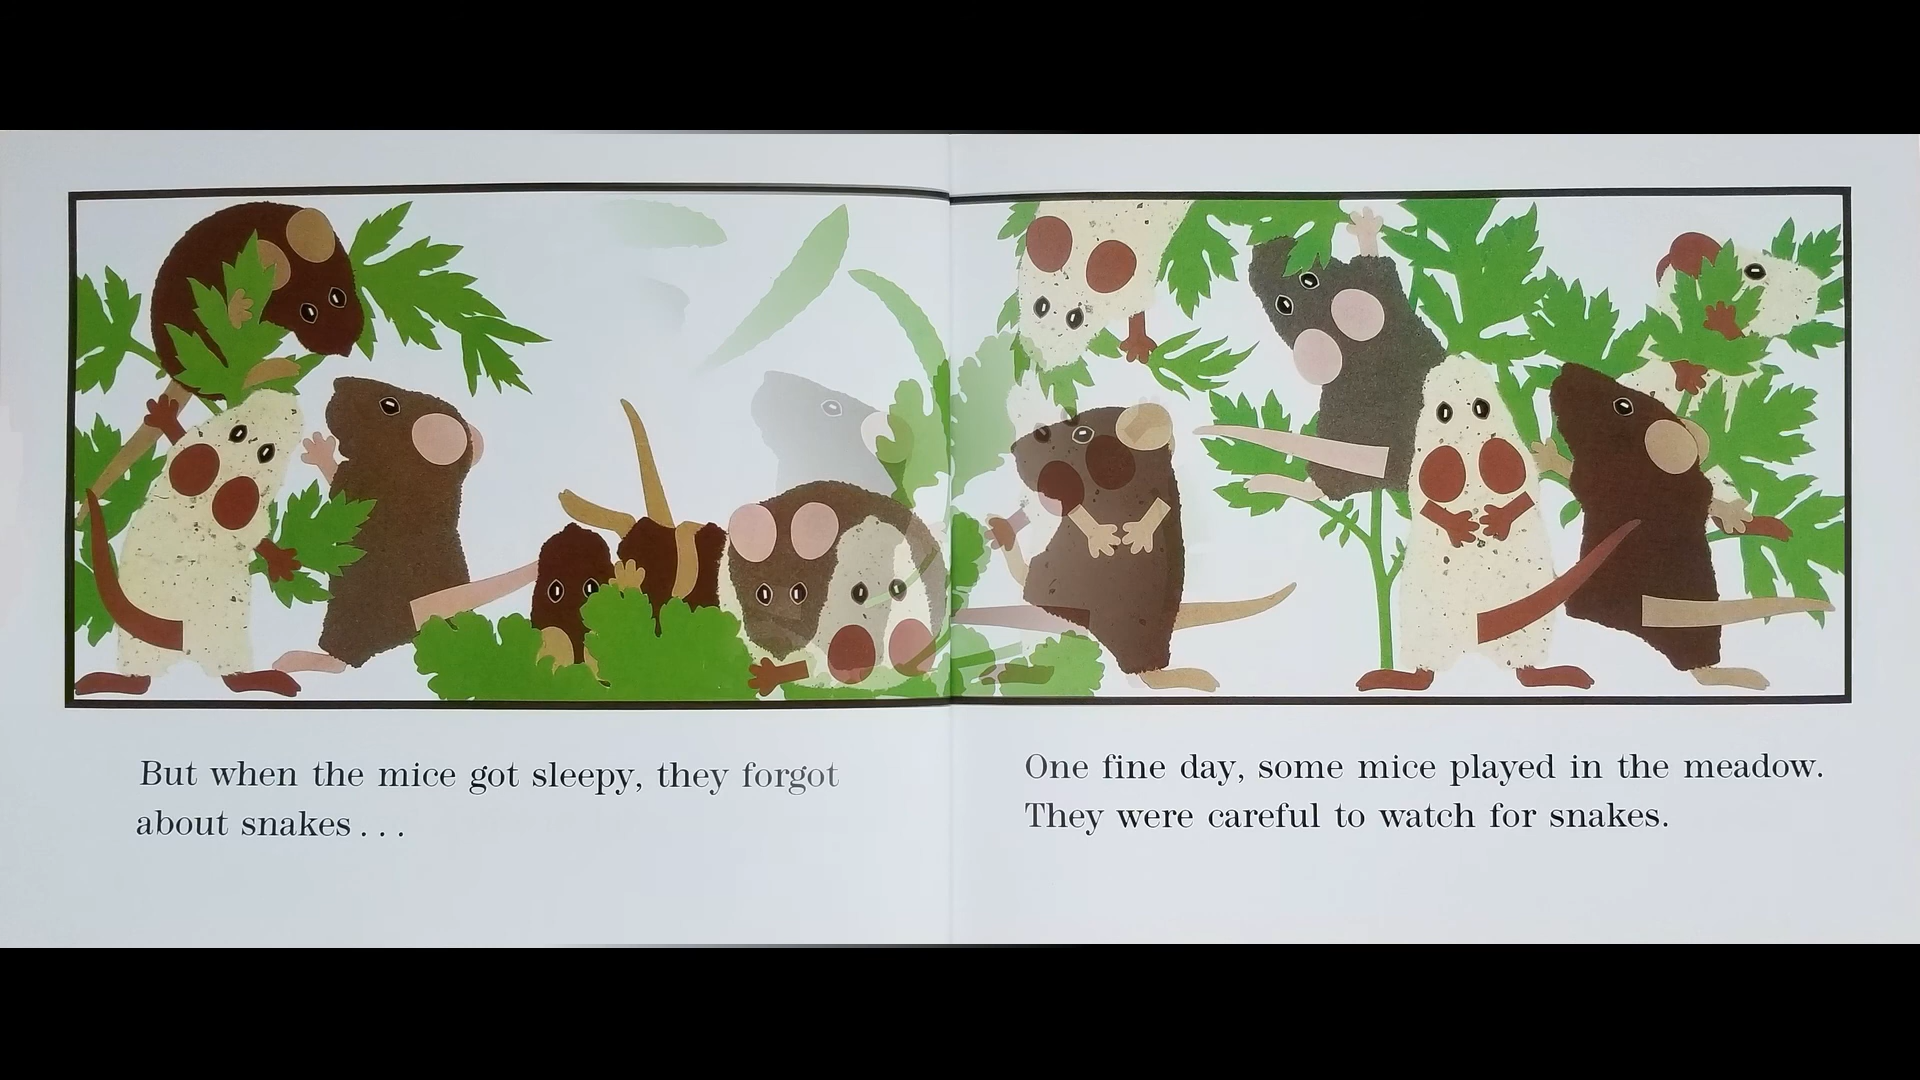 But when the mice got sleepy, they forgot
about snakes . . .
One fine day, some mice played in the meadow.
They were careful to watch for snakes.